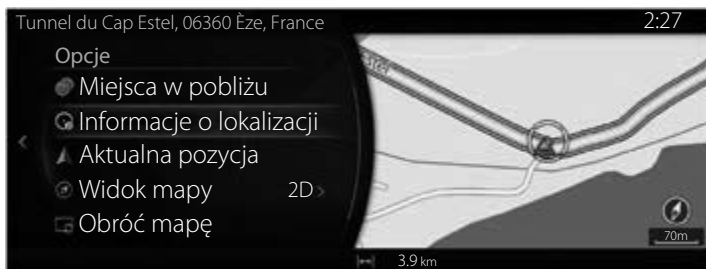 Tunnel du Cap Estel, 06360 Èze, France 2:27
Opcje
Miejsca w pobliżu
Informacje o lokalizacji
Aktualna pozycja
Widok mapy 2D
Obróć mapę
70m
3.9 km